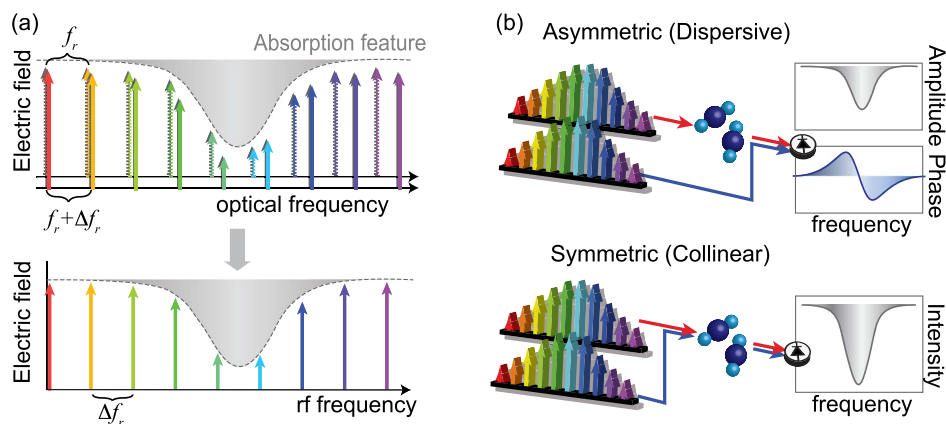 (a)
f_r
Absorption feature
Electric field
optical frequency
f_r+Δf_r
Electric field
rf frequency
Δf_r
(b)
Asymmetric (Dispersive)
Amplitude
Phase
frequency
Symmetric (Collinear)
Intensity
frequency